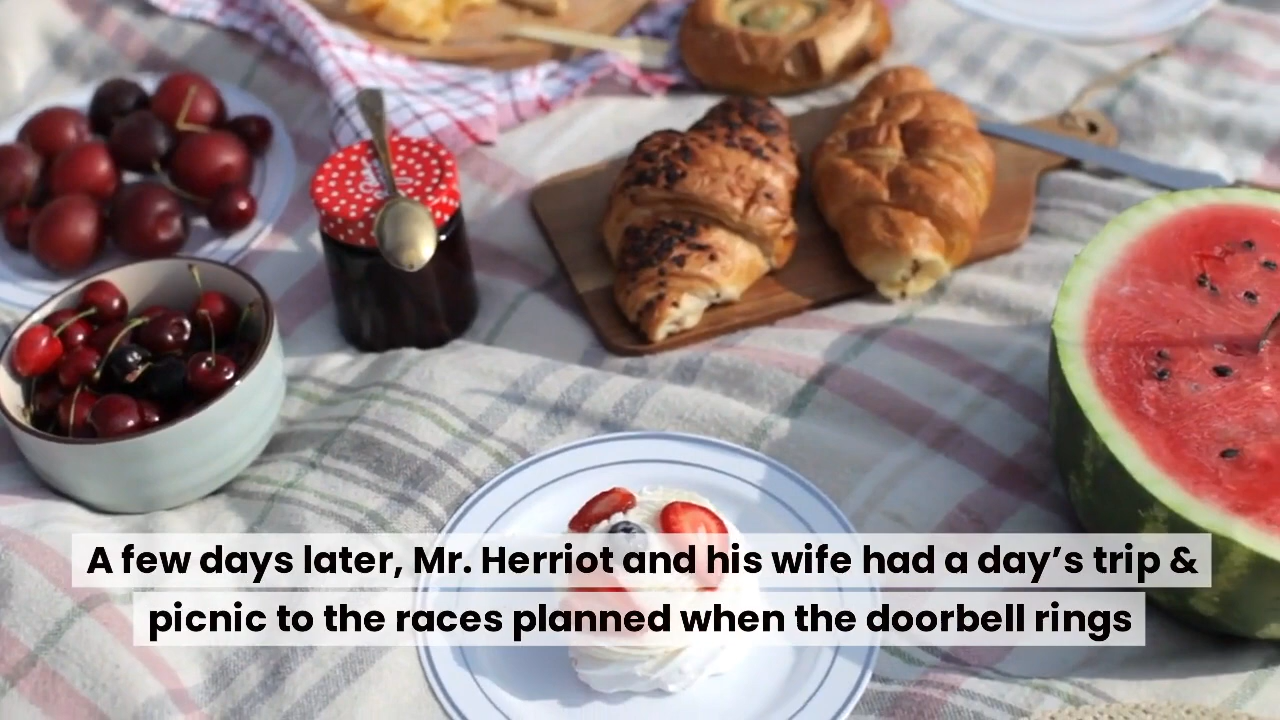 A few days later, Mr. Herriot and his wife had a day’s trip &
picnic to the races planned when the doorbell rings